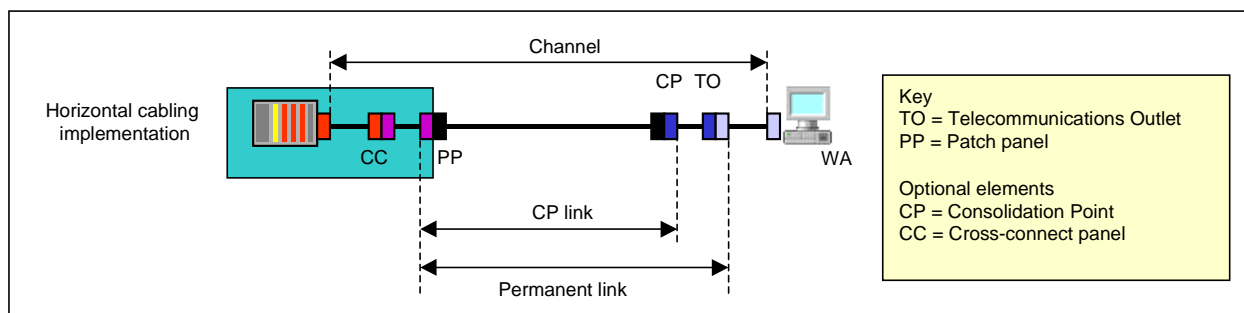 Channel
CP TO
Horizontal cabling
implementation
CC
PP
WA
CP link
Permanent link
Key
TO = Telecommunications Outlet
PP = Patch panel
Optional elements
CP = Consolidation Point
CC = Cross-connect panel